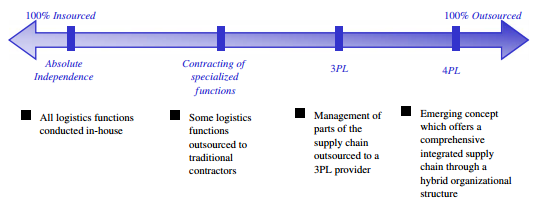 100% Insourced
100% Outsourced
Absolute
Independence
Contracting of
specialized
functions
3PL
4PL
All logistics functions
conducted in-house
Some logistics
functions
outsourced to
traditional
contractors
Management of
parts of the
supply chain
outsourced to a
3PL provider
Emerging concept
which offers a
comprehensive
integrated supply
chain through a
hybrid organizational
structure